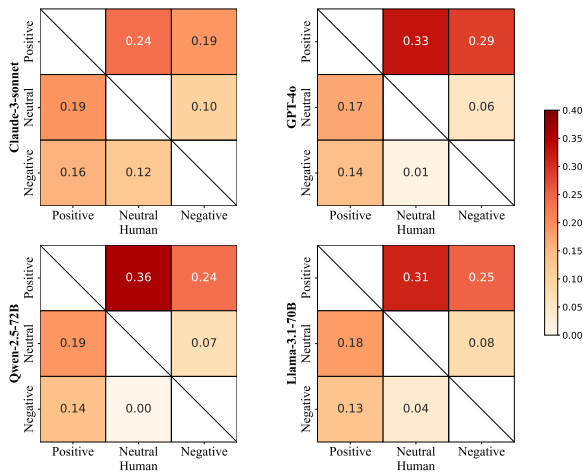 Claude-3-sonnet
Positive
Neutral
Negative
0.24
0.19
0.19
0.10
0.16
0.12
Positive
Neutral
Negative
Human
GPT-4o
Positive
Neutral
Negative
0.33
0.29
0.17
0.06
0.14
0.01
Positive
Neutral
Negative
Human
Qwen-2.5-72B
Positive
Neutral
Negative
0.36
0.24
0.19
0.07
0.14
0.00
Positive
Neutral
Negative
Human
Llama-3.1-70B
Positive
Neutral
Negative
0.31
0.25
0.18
0.08
0.13
0.04
Positive
Neutral
Negative
Human
0.40
0.35
0.30
0.25
0.20
0.15
0.10
0.05
0.00